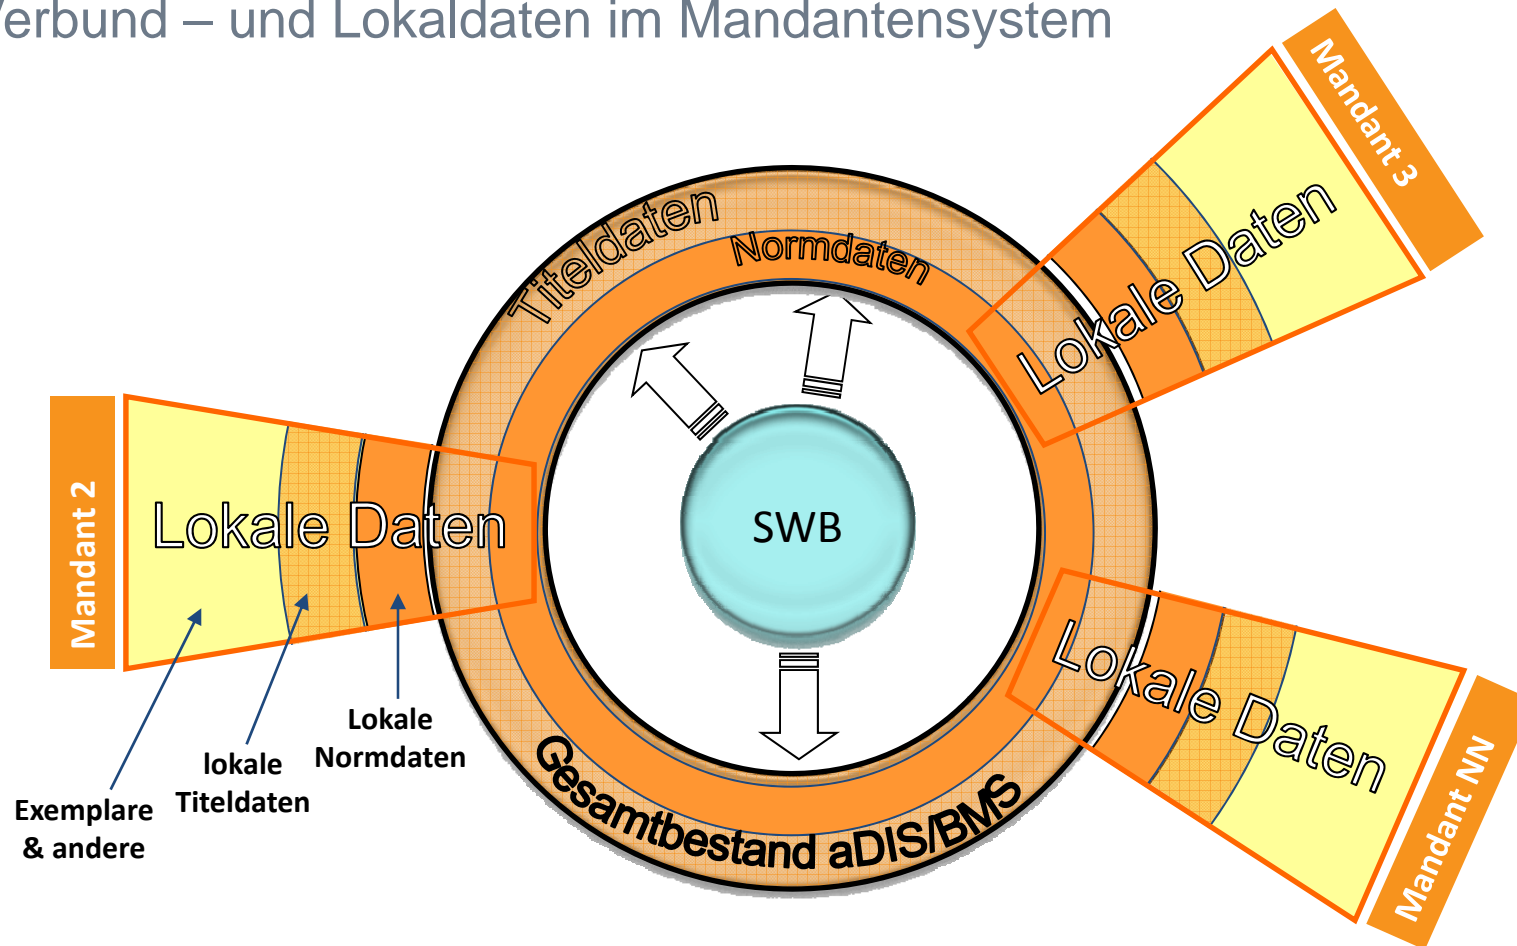 Verbund – und Lokaldaten im Mandantensystem
Mandant 3
Titeldaten
Normdaten
Lokale Daten
Mandant 2
Lokale Daten
SWB
Lokale Daten
Mandant NN
Gesamtbestand aDIS/BMS
Lokale
Normdaten
lokale
Titeldaten
Exemplare
& andere